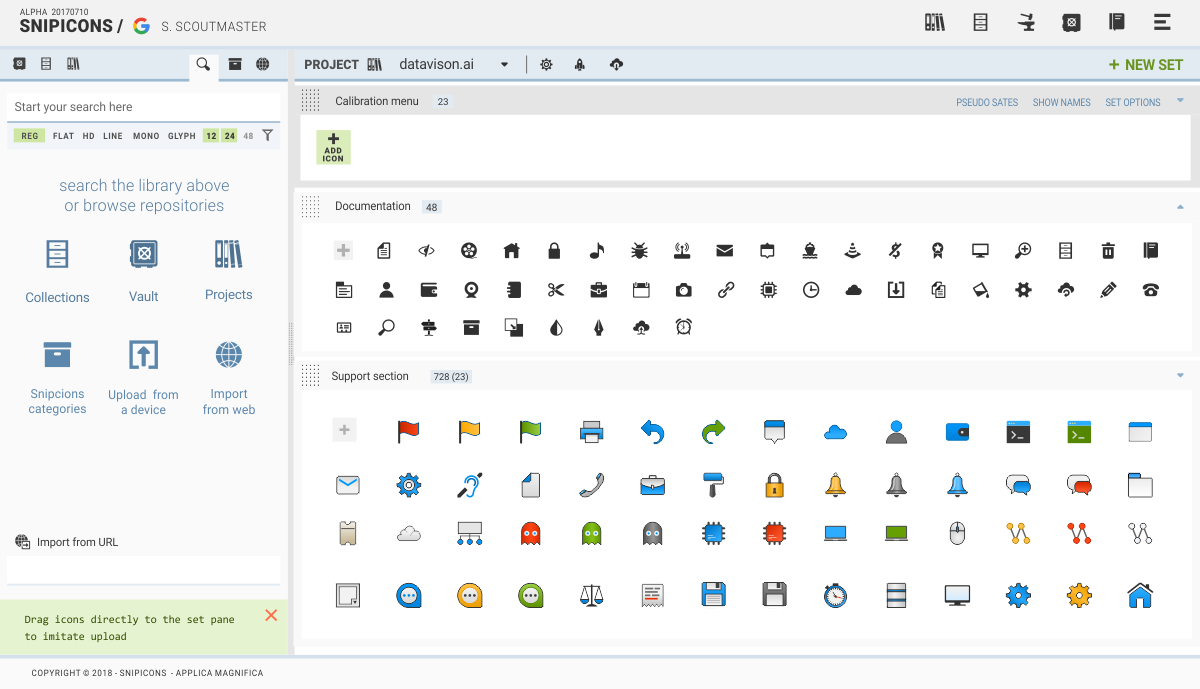 ALPHA 20170710
SNIPICONS / G S. SCOUTMASTER
PROJECT datavison.ai + NEW SET
Start your search here
REG FLAT HD LINE MONO GLYPH 12 24 48
search the library above
or browse repositories
Collections Vault Projects
Snipcions
categories
Upload from
a device
Import
from web
Import from URL
Drag icons directly to the set pane
to imitate upload
Calibration menu 23 PSEUDO SATES SHOW NAMES SET OPTIONS
+
ADD
ICON
Documentation 48
Support section 728 (23)
COPYRIGHT © 2018 - SNIPICONS - APPLICA MAGNIFICA